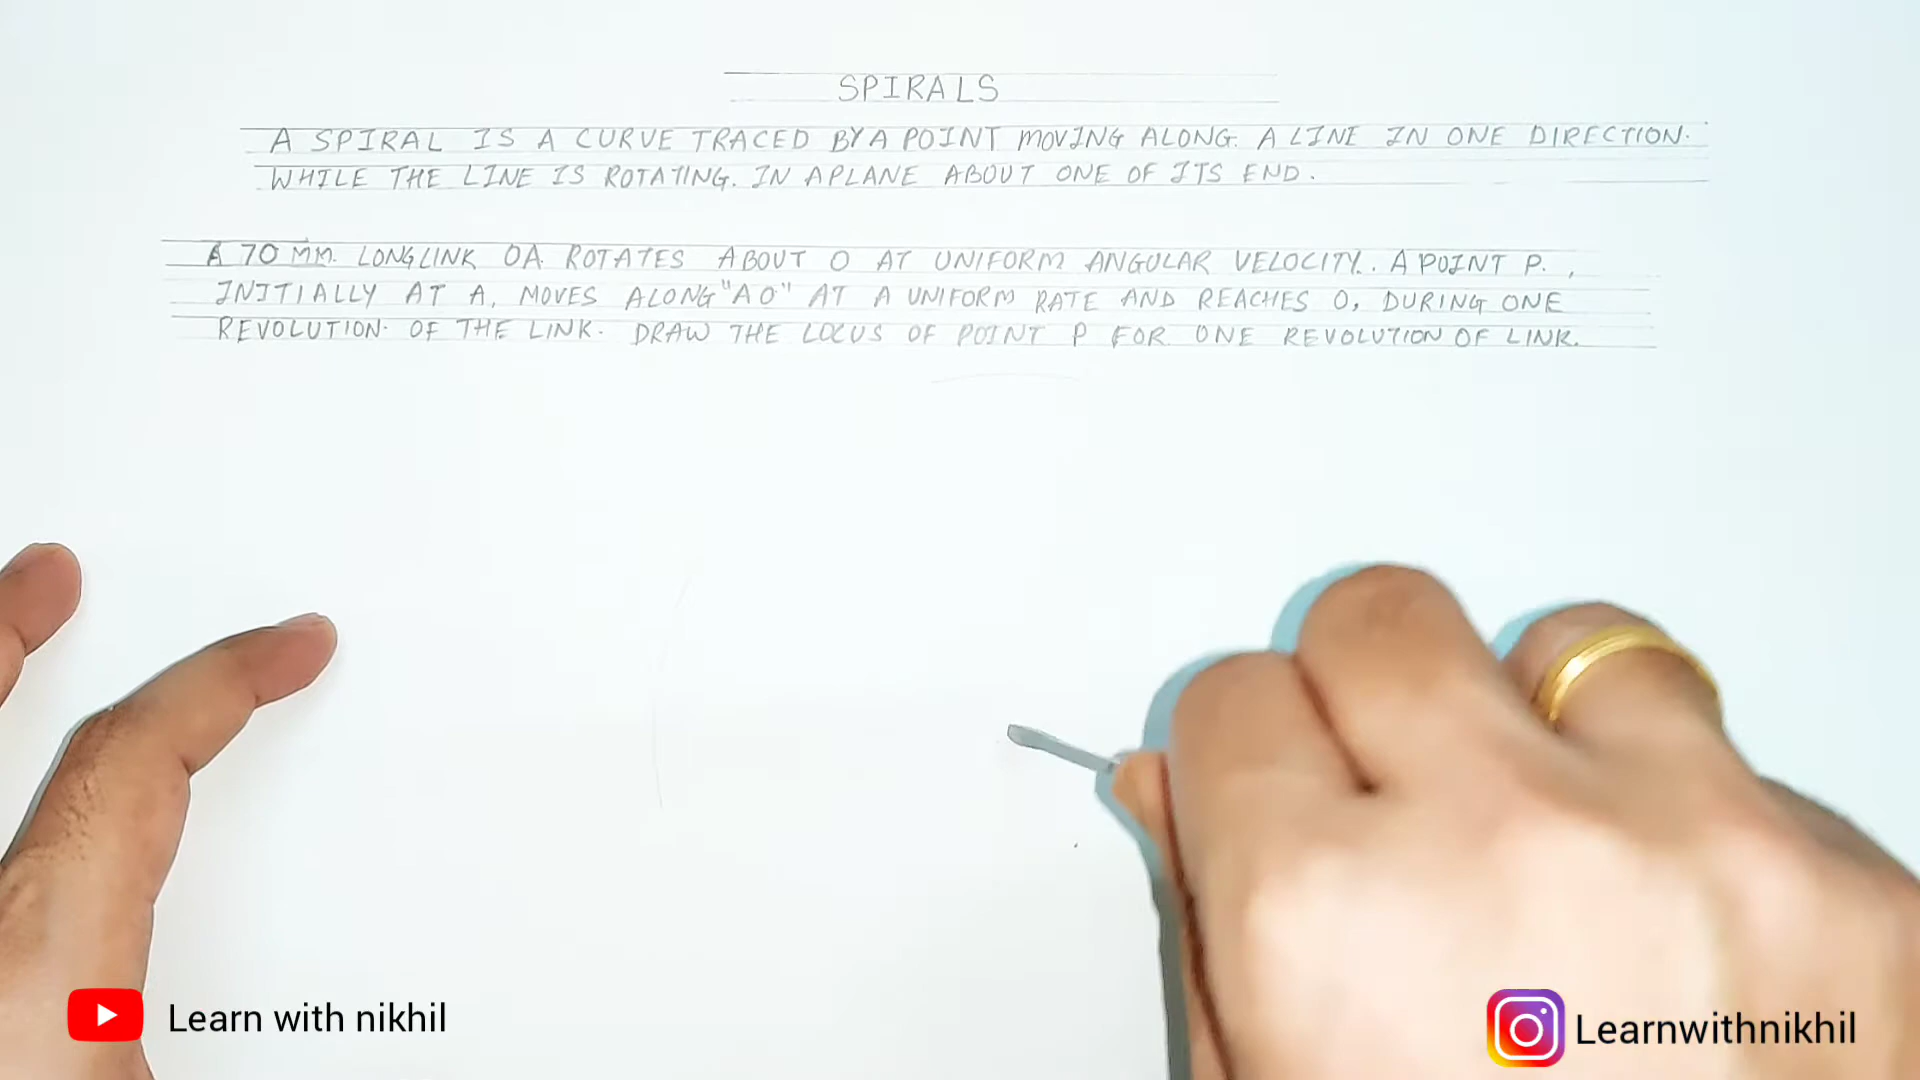 SPIRALS
A SPIRAL IS A CURVE TRACED BY A POINT MOVING ALONG. A LINE IN ONE DIRECTION.
WHILE THE LINE IS ROTATING. IN A PLANE ABOUT ONE OF ITS END.
A 70 MM. LONG LINK OA. ROTATES ABOUT O AT UNIFORM ANGULAR VELOCITY. A POINT P. ,
INITIALLY AT A, MOVES ALONG "AO" AT A UNIFORM RATE AND REACHES O, DURING ONE
REVOLUTION. OF THE LINK. DRAW THE LOCUS OF POINT P FOR ONE REVOLUTION OF LINK.
Learn with nikhil
Learnwithnikhil